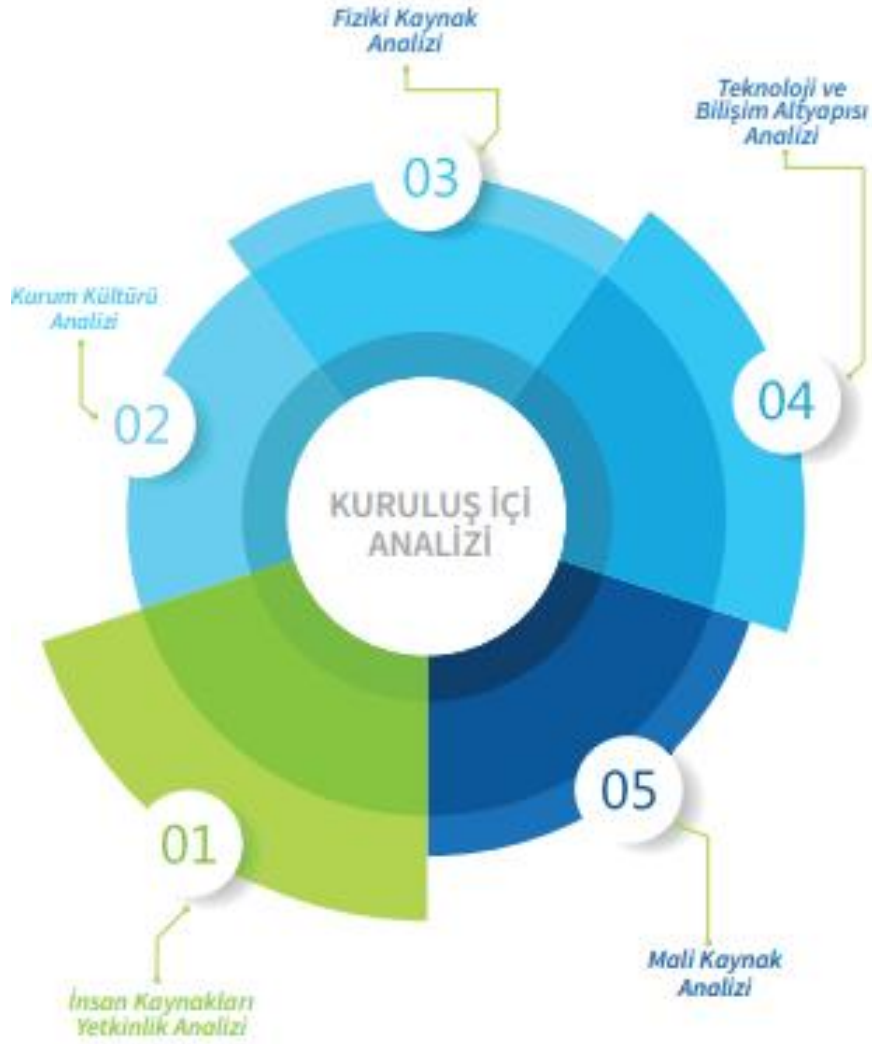 Fiziki Kaynak
Analizi
Teknoloji ve
Bilişim Altyapısı
Analizi
03
Kurum Kültürü
Analizi
04
02
KURULUŞ İÇİ
ANALİZİ
05
01
Mali Kaynak
Analizi
İnsan Kaynakları
Yetkinlik Analizi